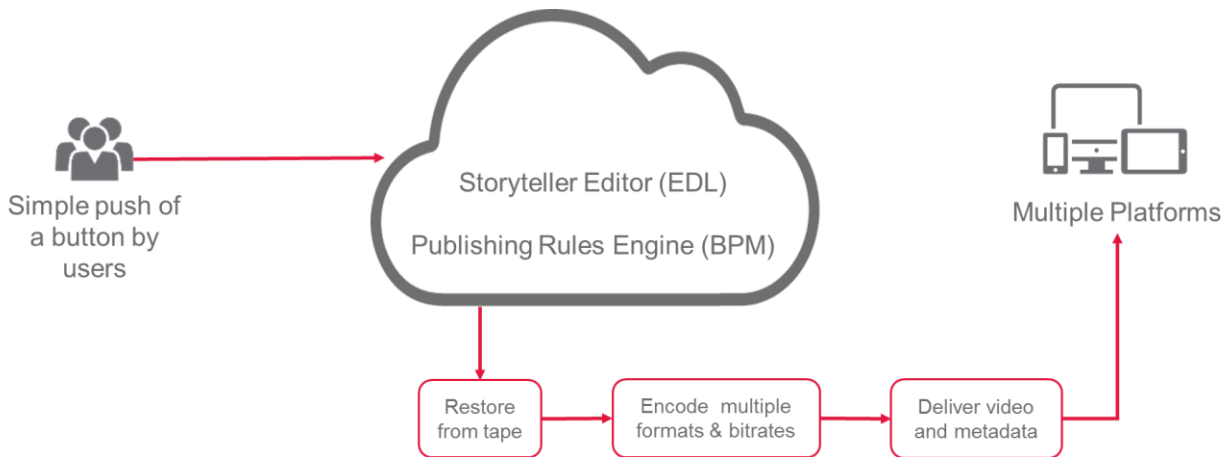 Simple push of
a button by
users
Storyteller Editor (EDL)
Publishing Rules Engine (BPM)
Multiple Platforms
Restore
from tape
Encode multiple
formats & bitrates
Deliver video
and metadata